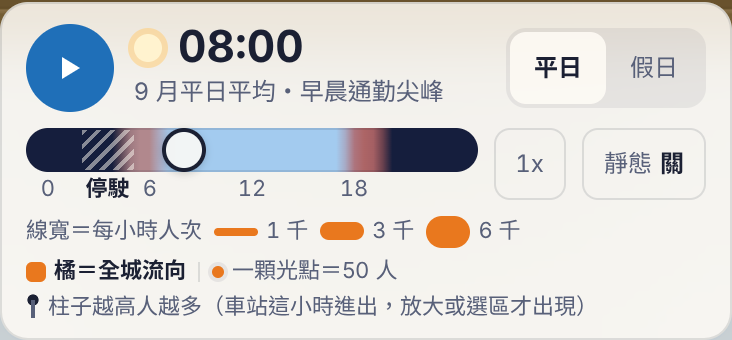 08:00
9 月平日平均・早晨通勤尖峰
平日
假日
0 停駛 6 12 18
1x
靜態 關
線寬＝每小時人次 1 千 3 千 6 千
橘＝全城流向 一顆光點＝50 人
柱子越高人越多（車站這小時進出，放大或選區才出現）